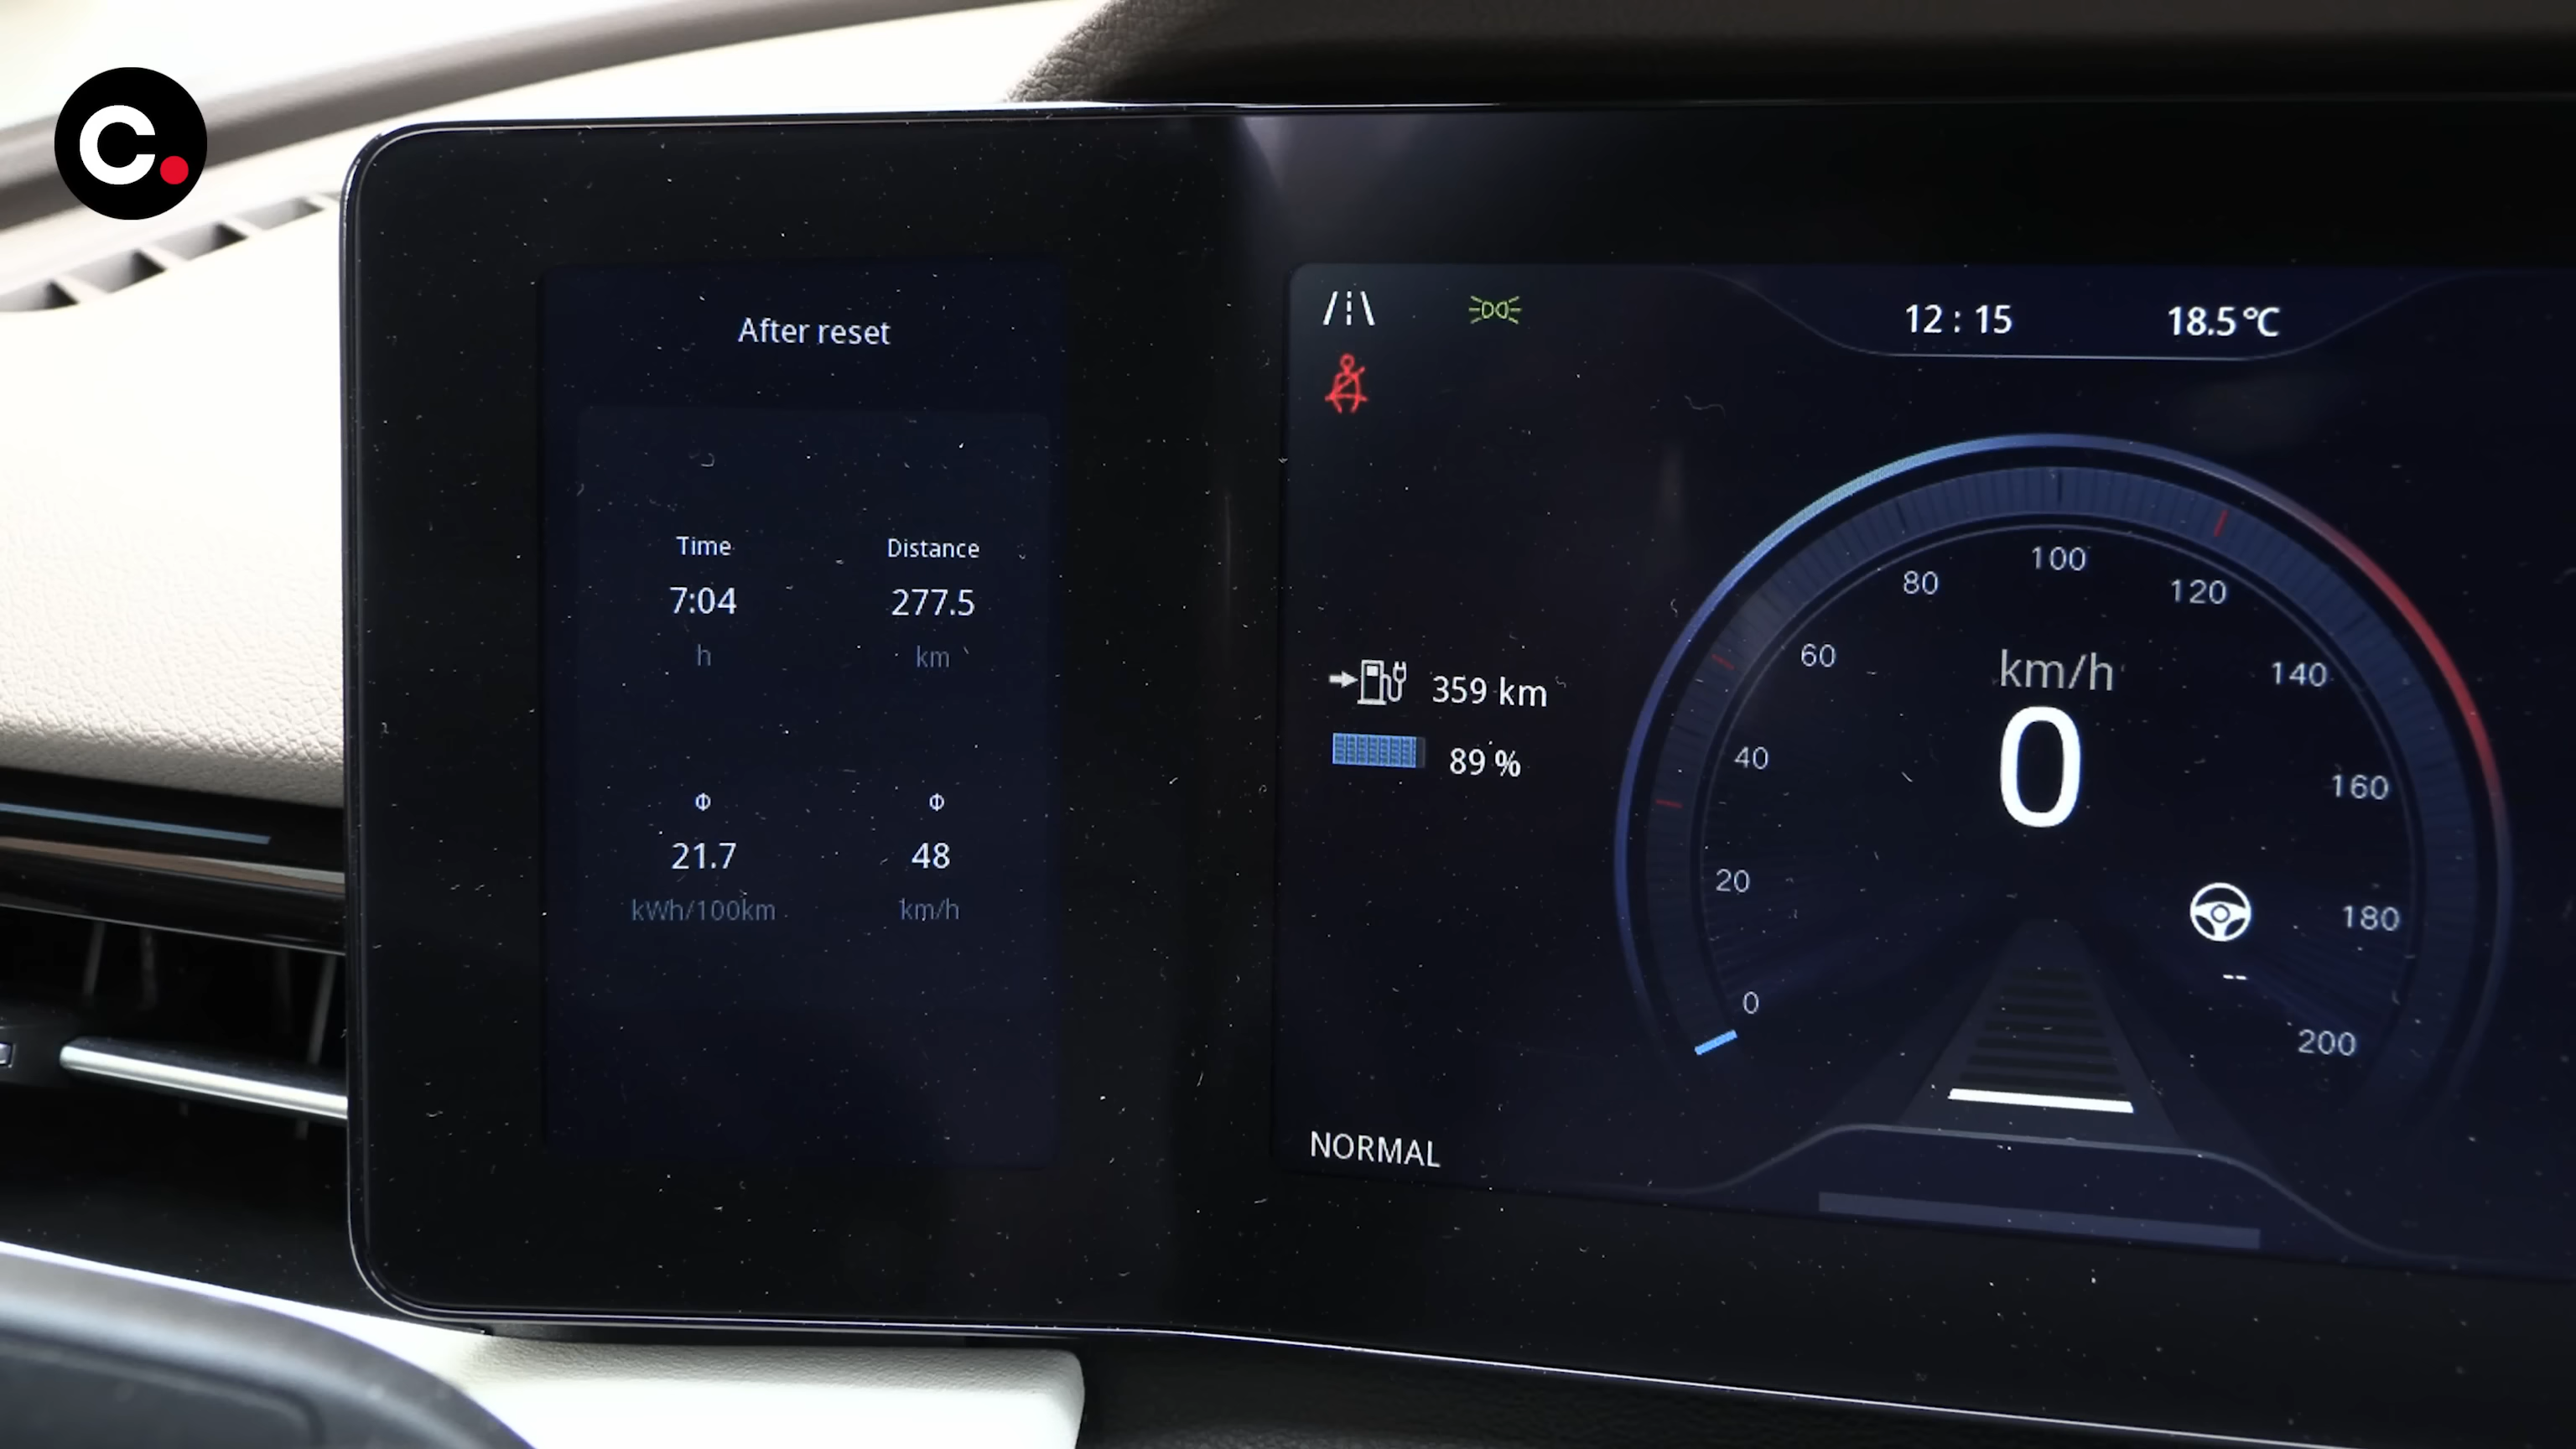 C.
After reset
Time
7:04
h
Distance
277.5
km
Φ
21.7
kWh/100km
Φ
48
km/h
12:15
18.5°C
359 km
89 %
km/h
0
0
20
40
60
80
100
120
140
160
180
200
--
NORMAL